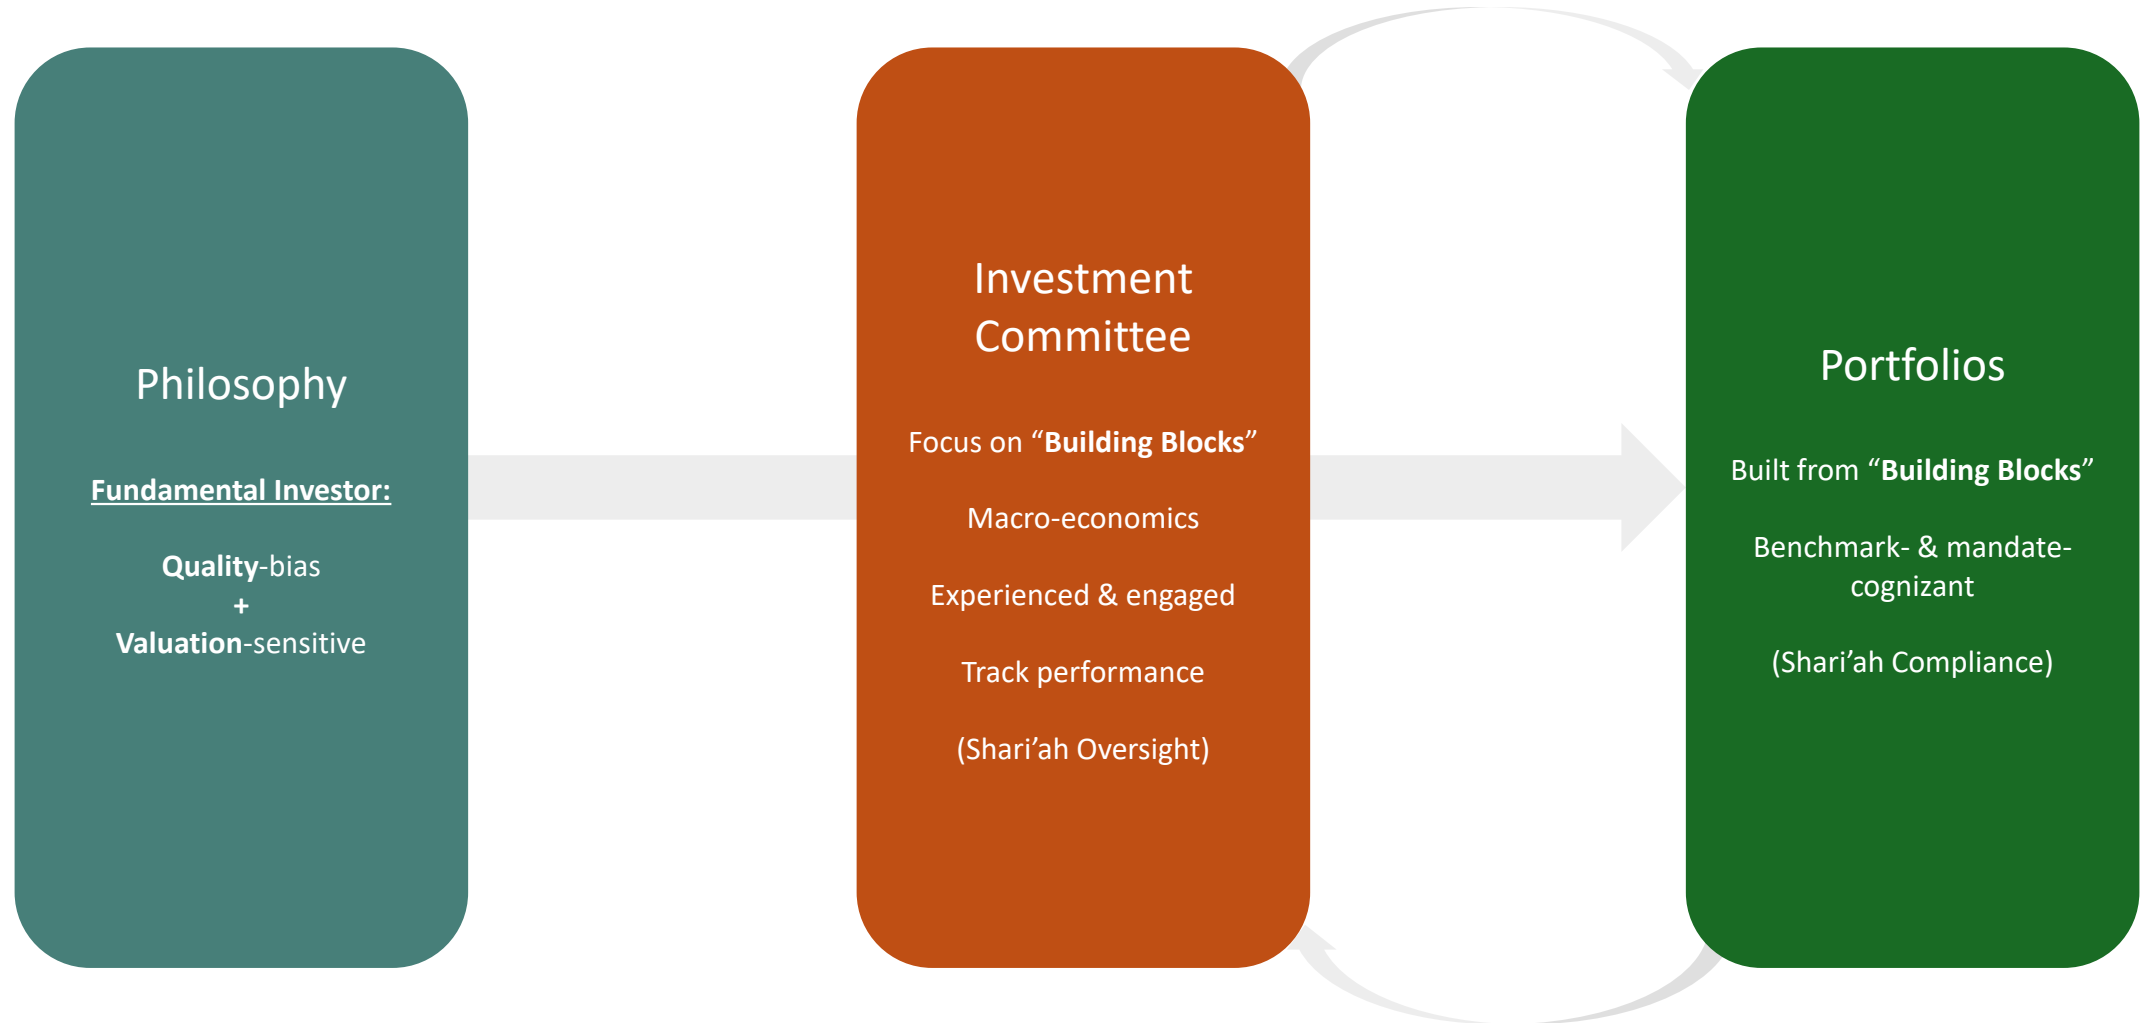 Philosophy
Fundamental Investor:
Quality-bias
+
Valuation-sensitive
Investment
Committee
Focus on “Building Blocks”
Macro-economics
Experienced & engaged
Track performance
(Shari’ah Oversight)
Portfolios
Built from “Building Blocks”
Benchmark- & mandate-
cognizant
(Shari’ah Compliance)